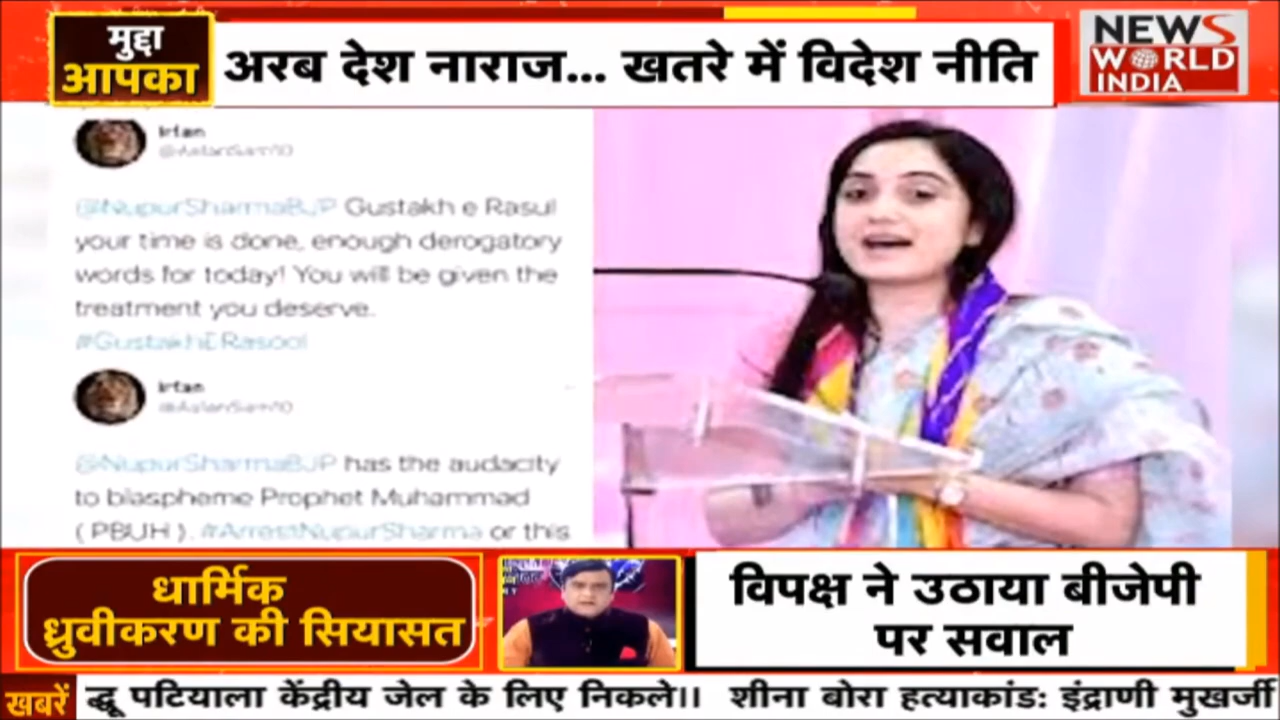 मुद्दा
आपका
अरब देश नाराज... खतरे में विदेश नीति
NEWS
WORLD
INDIA
Irfan
@AslanSam10
@NupurSharmaBJP Gustakh e Rasul
your time is done, enough derogatory
words for today! You will be given the
treatment you deserve.
#GustakhERasool
Irfan
@AslanSam10
@NupurSharmaBJP has the audacity
to blaspheme Prophet Muhammad
( PBUH ). #ArrestNupurSharma or this
धार्मिक
ध्रुवीकरण की सियासत
विपक्ष ने उठाया बीजेपी
पर सवाल
खबरें
द्धू पटियाला केंद्रीय जेल के लिए निकले।। शीना बोरा हत्याकांड: इंद्राणी मुखर्जी